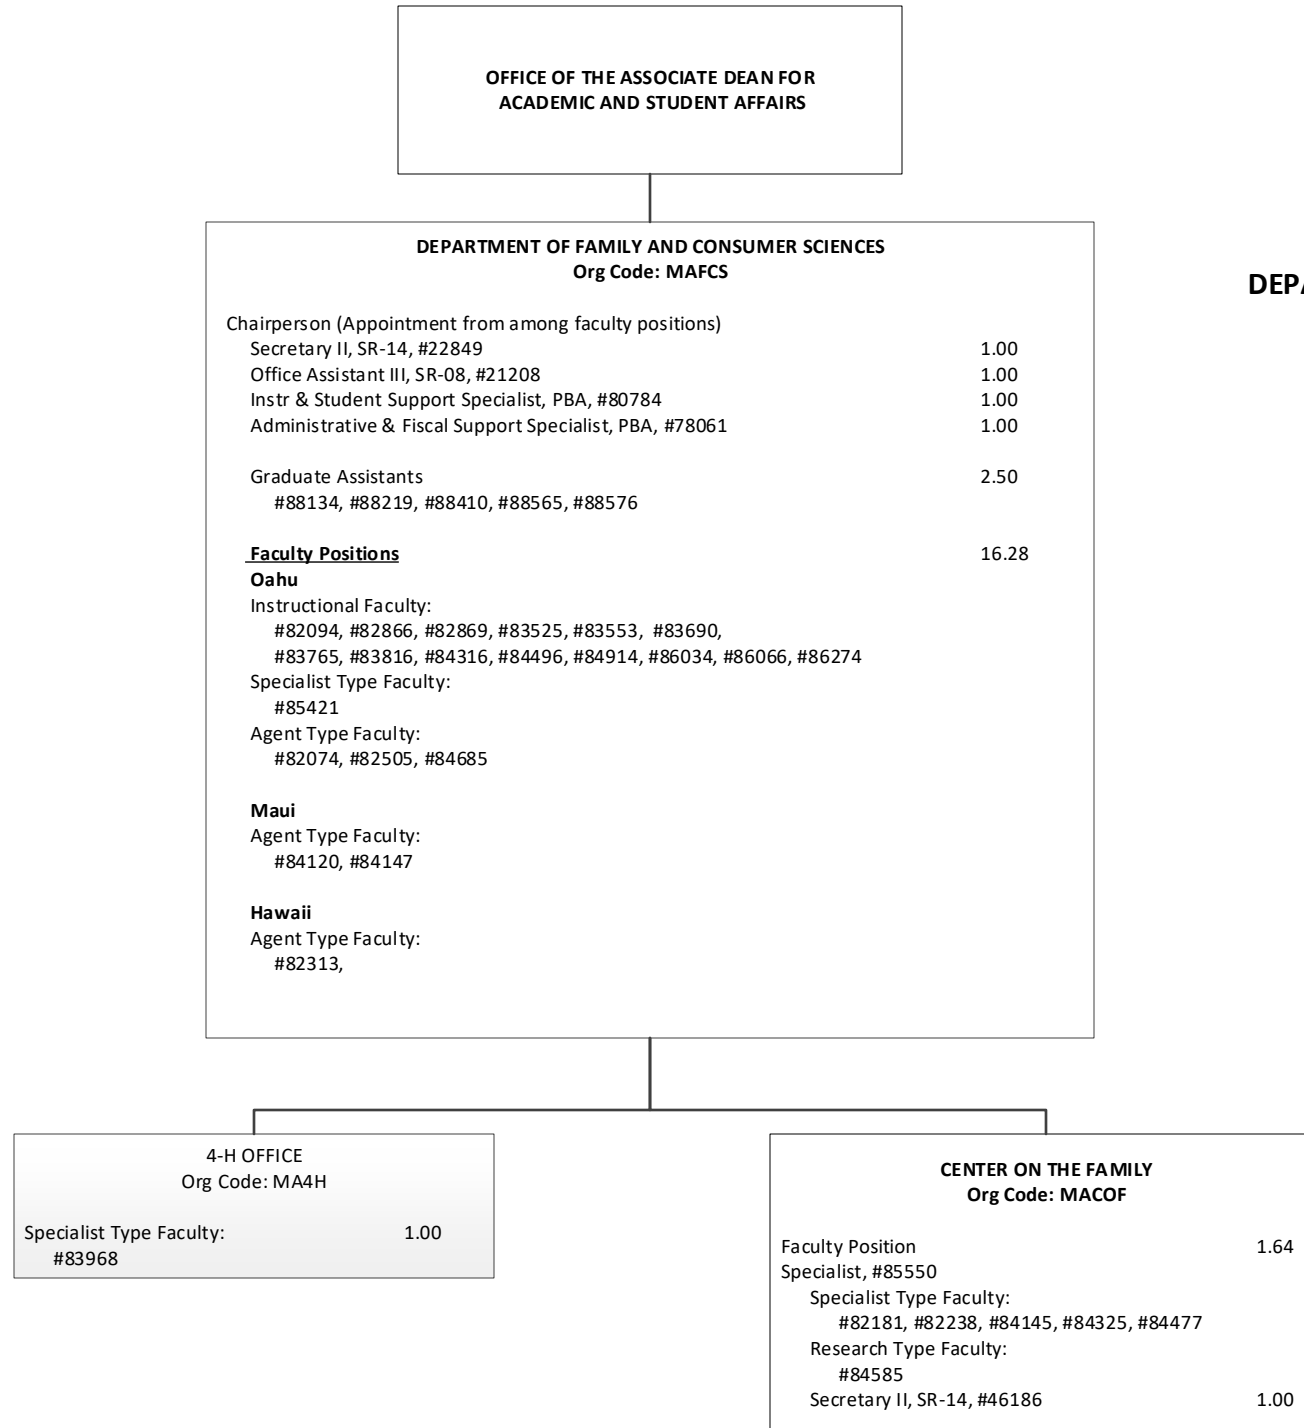 OFFICE OF THE ASSOCIATE DEAN FOR
ACADEMIC AND STUDENT AFFAIRS
DEPARTMENT OF FAMILY AND CONSUMER SCIENCES
Org Code: MAFCS
DEPA
Chairperson (Appointment from among faculty positions)
Secretary II, SR-14, #22849 1.00
Office Assistant III, SR-08, #21208 1.00
Instr & Student Support Specialist, PBA, #80784 1.00
Administrative & Fiscal Support Specialist, PBA, #78061 1.00
Graduate Assistants 2.50
#88134, #88219, #88410, #88565, #88576
Faculty Positions 16.28
Oahu
Instructional Faculty:
#82094, #82866, #82869, #83525, #83553, #83690,
#83765, #83816, #84316, #84496, #84914, #86034, #86066, #86274
Specialist Type Faculty:
#85421
Agent Type Faculty:
#82074, #82505, #84685
Maui
Agent Type Faculty:
#84120, #84147
Hawaii
Agent Type Faculty:
#82313,
4-H OFFICE
Org Code: MA4H
Specialist Type Faculty: 1.00
#83968
CENTER ON THE FAMILY
Org Code: MACOF
Faculty Position 1.64
Specialist, #85550
Specialist Type Faculty:
#82181, #82238, #84145, #84325, #84477
Research Type Faculty:
#84585
Secretary II, SR-14, #46186 1.00